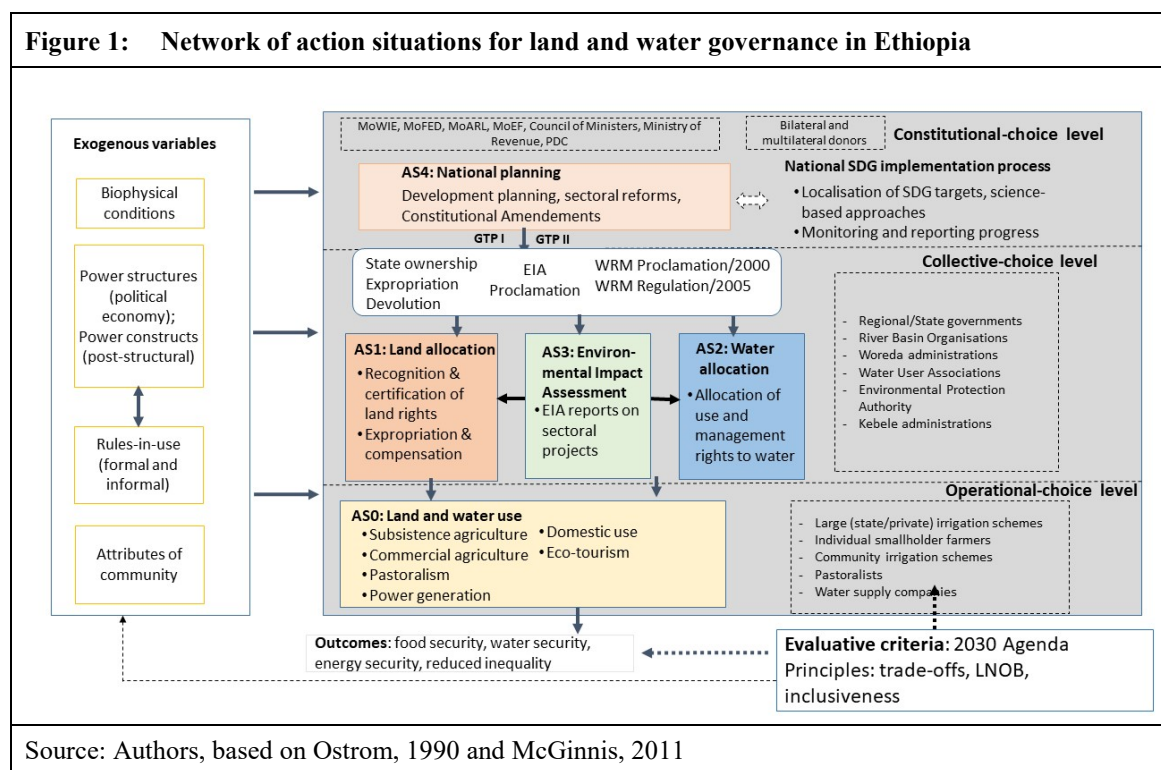 Figure 1: Network of action situations for land and water governance in Ethiopia
Exogenous variables
Biophysical
conditions
Power structures
(political
economy);
Power constructs
(post-structural)
Rules-in-use
(formal and
informal)
Attributes of
community
MoWIE, MoFED, MoARL, MoEF, Council of Ministers, Ministry of
Revenue, PDC
Bilateral and
multilateral donors
Constitutional-choice level
AS4: National planning
Development planning, sectoral reforms,
Constitutional Amendements
National SDG implementation process
•Localisation of SDG targets, science-
based approaches
•Monitoring and reporting progress
GTP I GTP II
Collective-choice level
State ownership
Expropriation
Devolution
EIA
Proclamation
WRM Proclamation/2000
WRM Regulation/2005
AS1: Land allocation
•Recognition &
certification of
land rights
•Expropriation &
compensation
AS3: Environ-
mental Impact
Assessment
•EIA reports on
sectoral
projects
AS2: Water
allocation
•Allocation of
use and
management
rights to water
- Regional/State governments
- River Basin Organisations
- Woreda administrations
- Water User Associations
- Environmental Protection
Authority
- Kebele administrations
Operational-choice level
AS0: Land and water use
•Subsistence agriculture
•Commercial agriculture
•Pastoralism
•Power generation
•Domestic use
•Eco-tourism
- Large (state/private) irrigation schemes
- Individual smallholder farmers
- Community irrigation schemes
- Pastoralists
- Water supply companies
Outcomes: food security, water security,
energy security, reduced inequality
Evaluative criteria: 2030 Agenda
Principles: trade-offs, LNOB,
inclusiveness
Source: Authors, based on Ostrom, 1990 and McGinnis, 2011